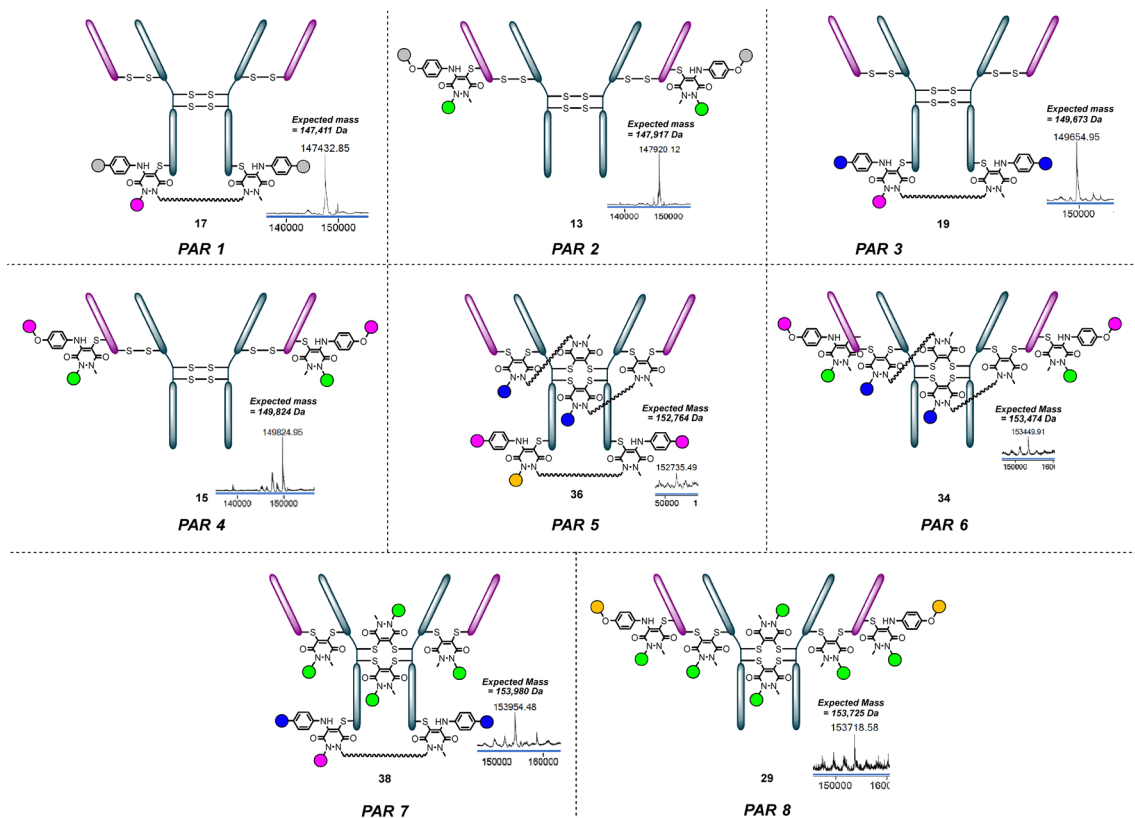 Expected mass
= 147,411 Da
147432.85
140000 150000
17
PAR 1
Expected mass
= 147,917 Da
147920.12
140000 150000
13
PAR 2
Expected mass
= 149,673 Da
149654.95
150000
19
PAR 3
Expected mass
= 149,824 Da
149824.95
140000 150000
15
PAR 4
Expected Mass
= 152,764 Da
152735.49
50000 1
36
PAR 5
Expected Mass
= 153,474 Da
153449.91
150000 1600
34
PAR 6
Expected Mass
= 153,980 Da
153954.48
150000 160000
38
PAR 7
Expected Mass
= 153,725 Da
153718.58
150000 1600
29
PAR 8